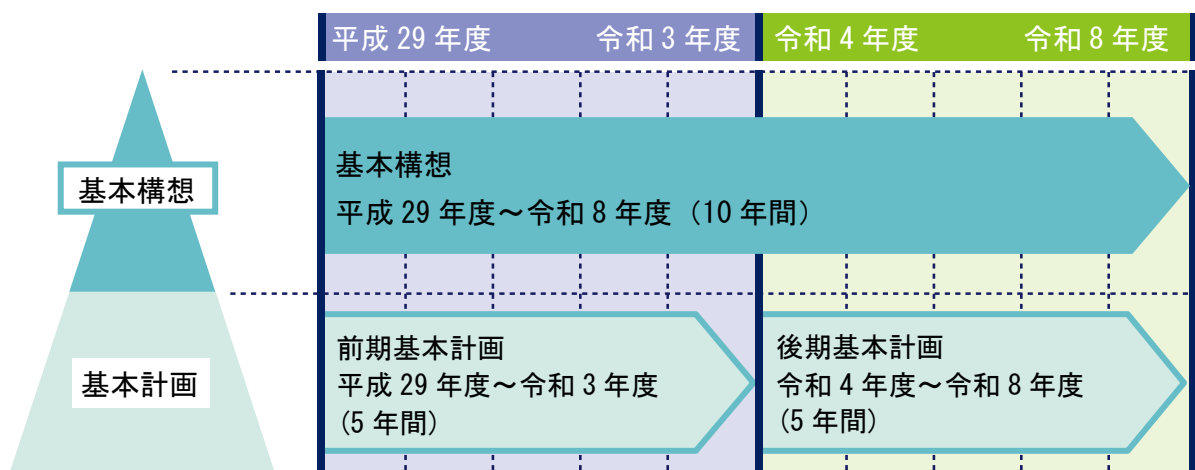 平成 29 年度 令和 3 年度 令和 4 年度 令和 8 年度
基本構想
基本構想
平成 29 年度～令和 8 年度（10 年間）
基本計画
前期基本計画
平成 29 年度～令和 3 年度
(5 年間)
後期基本計画
令和 4 年度～令和 8 年度
(5 年間)